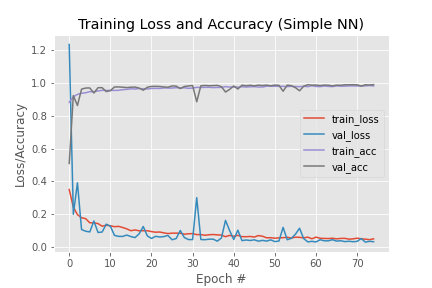 Training Loss and Accuracy (Simple NN)
1.2
1.0
0.8
0.6
0.4
0.2
0.0
Loss/Accuracy
train_loss
val_loss
train_acc
val_acc
0 10 20 30 40 50 60 70
Epoch #